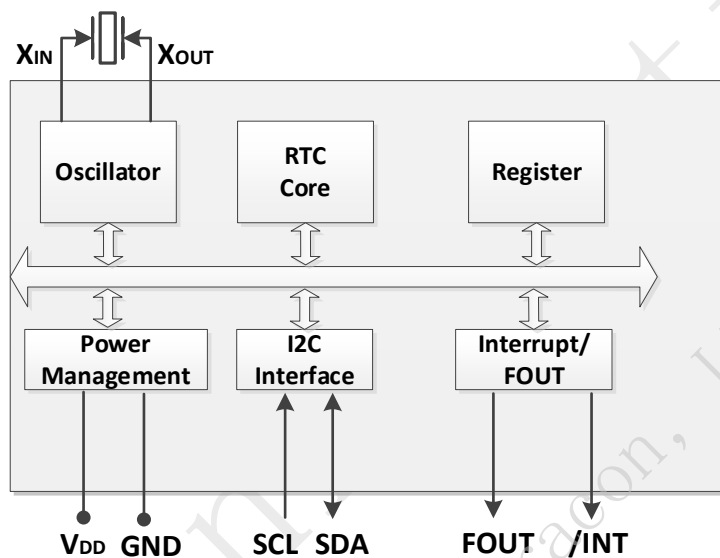 XIN XOUT
Oscillator
RTC
Core
Register
Power
Management
I2C
Interface
Interrupt/
FOUT
VDD GND SCL SDA FOUT /INT